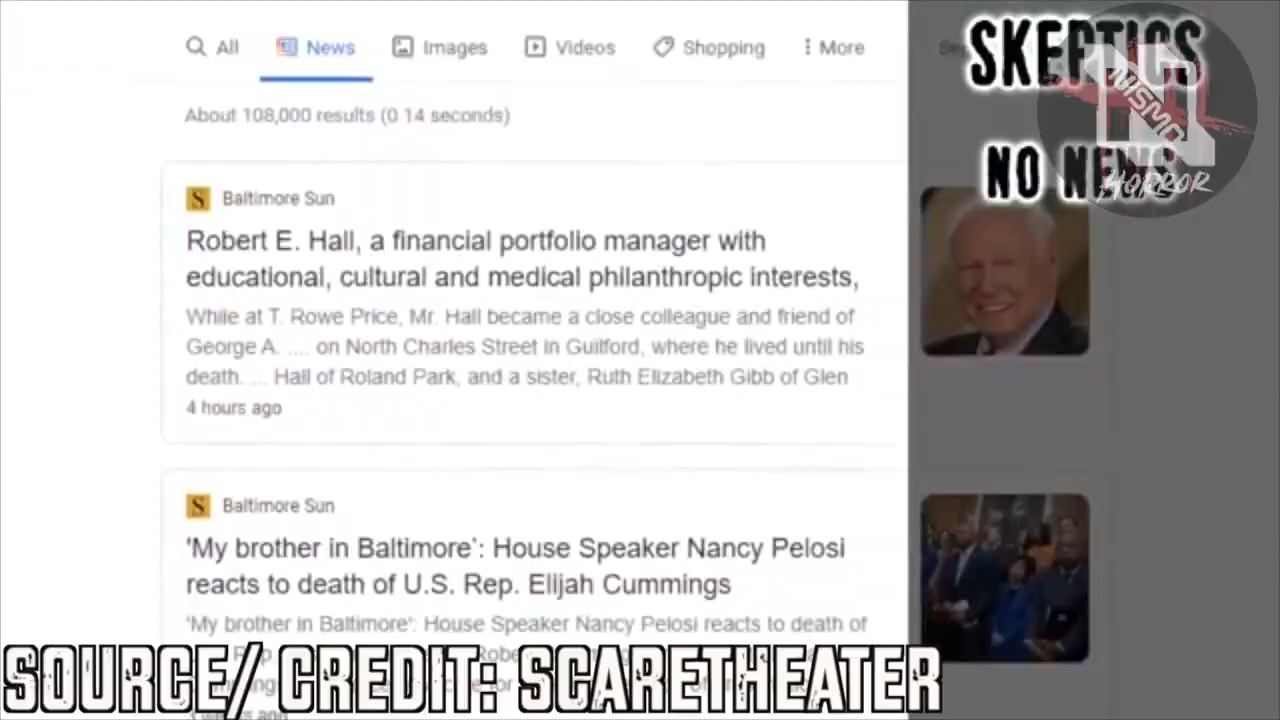 All News Images Videos Shopping More
SKEPTICS
About 108,000 results (0.14 seconds)
NISMO
NO NEWS
HORROR
Baltimore Sun
Robert E. Hall, a financial portfolio manager with
educational, cultural and medical philanthropic interests,
While at T. Rowe Price, Mr. Hall became a close colleague and friend of
George A. .... on North Charles Street in Guilford, where he lived until his
death. ... Hall of Roland Park, and a sister, Ruth Elizabeth Gibb of Glen
4 hours ago
Baltimore Sun
'My brother in Baltimore': House Speaker Nancy Pelosi
reacts to death of U.S. Rep. Elijah Cummings
'My brother in Baltimore': House Speaker Nancy Pelosi reacts to death of
SOURCE/ CREDIT: SCARETHEATER